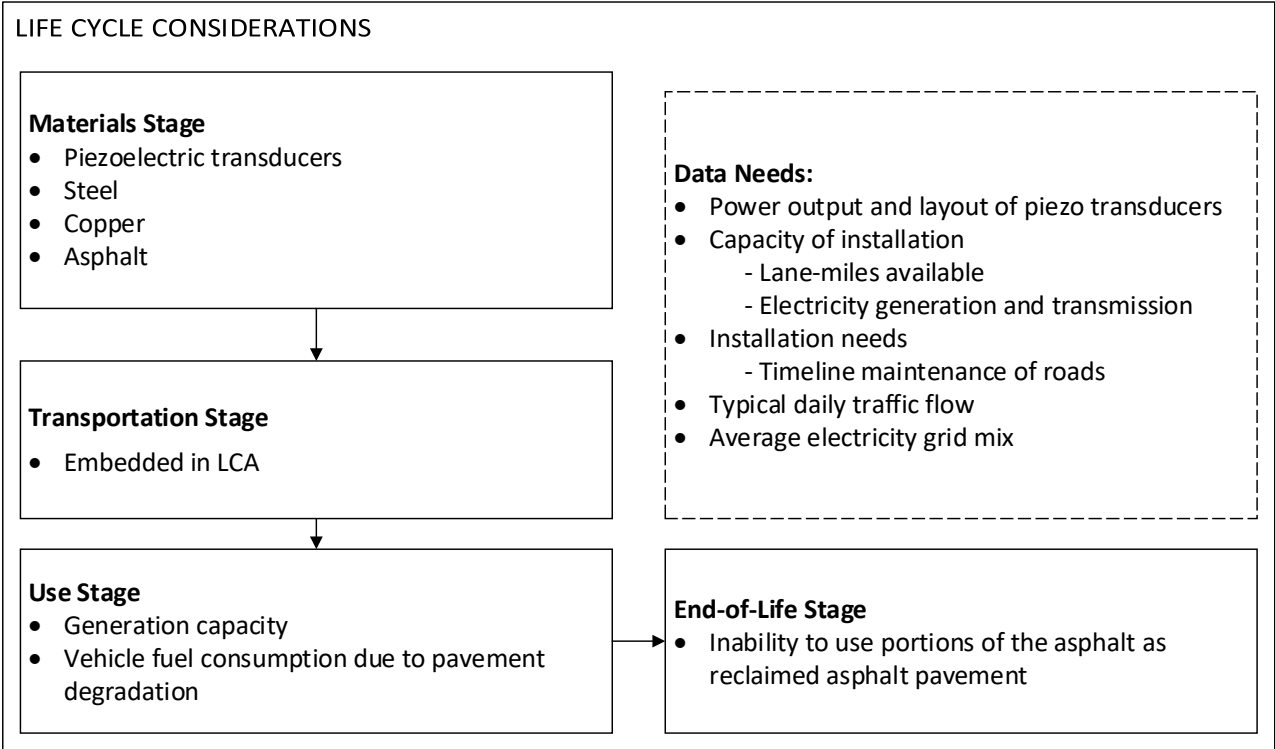 LIFE CYCLE CONSIDERATIONS
Materials Stage
• Piezoelectric transducers
• Steel
• Copper
• Asphalt
Transportation Stage
• Embedded in LCA
Use Stage
• Generation capacity
• Vehicle fuel consumption due to pavement
degradation
Data Needs:
• Power output and layout of piezo transducers
• Capacity of installation
- Lane-miles available
- Electricity generation and transmission
• Installation needs
- Timeline maintenance of roads
• Typical daily traffic flow
• Average electricity grid mix
End-of-Life Stage
• Inability to use portions of the asphalt as
reclaimed asphalt pavement